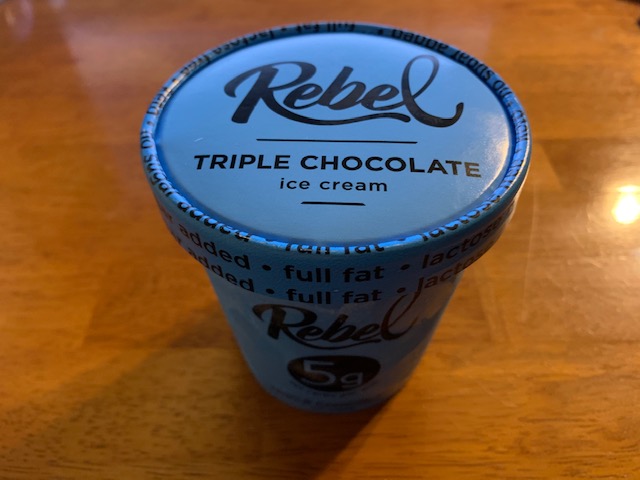 Rebel
TRIPLE CHOCOLATE
ice cream
added • full fat • lactose
added • full fat • lactose
Rebel
5g